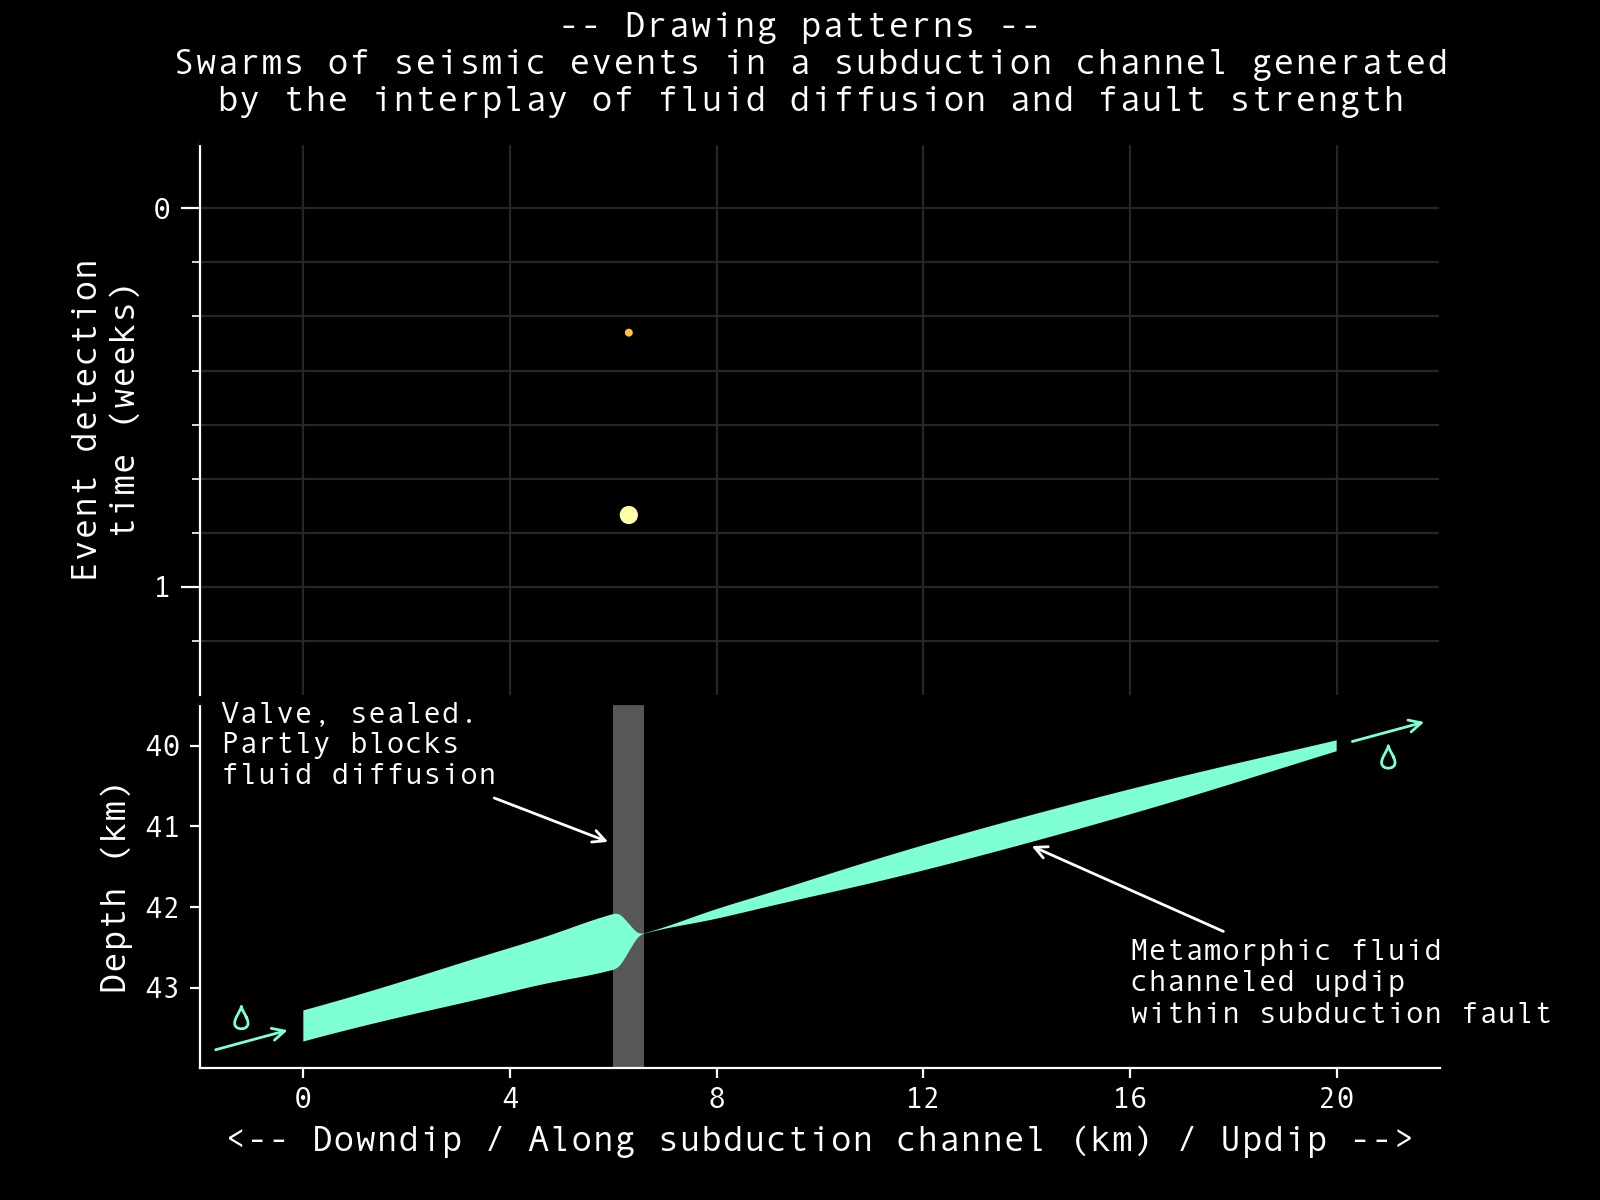 -- Drawing patterns --
Swarms of seismic events in a subduction channel generated
by the interplay of fluid diffusion and fault strength
Event detection
time (weeks)
0
1
Valve, sealed.
Partly blocks
fluid diffusion
Depth (km)
40
41
42
43
Metamorphic fluid
channeled updip
within subduction fault
0 4 8 12 16 20
<-- Downdip / Along subduction channel (km) / Updip -->